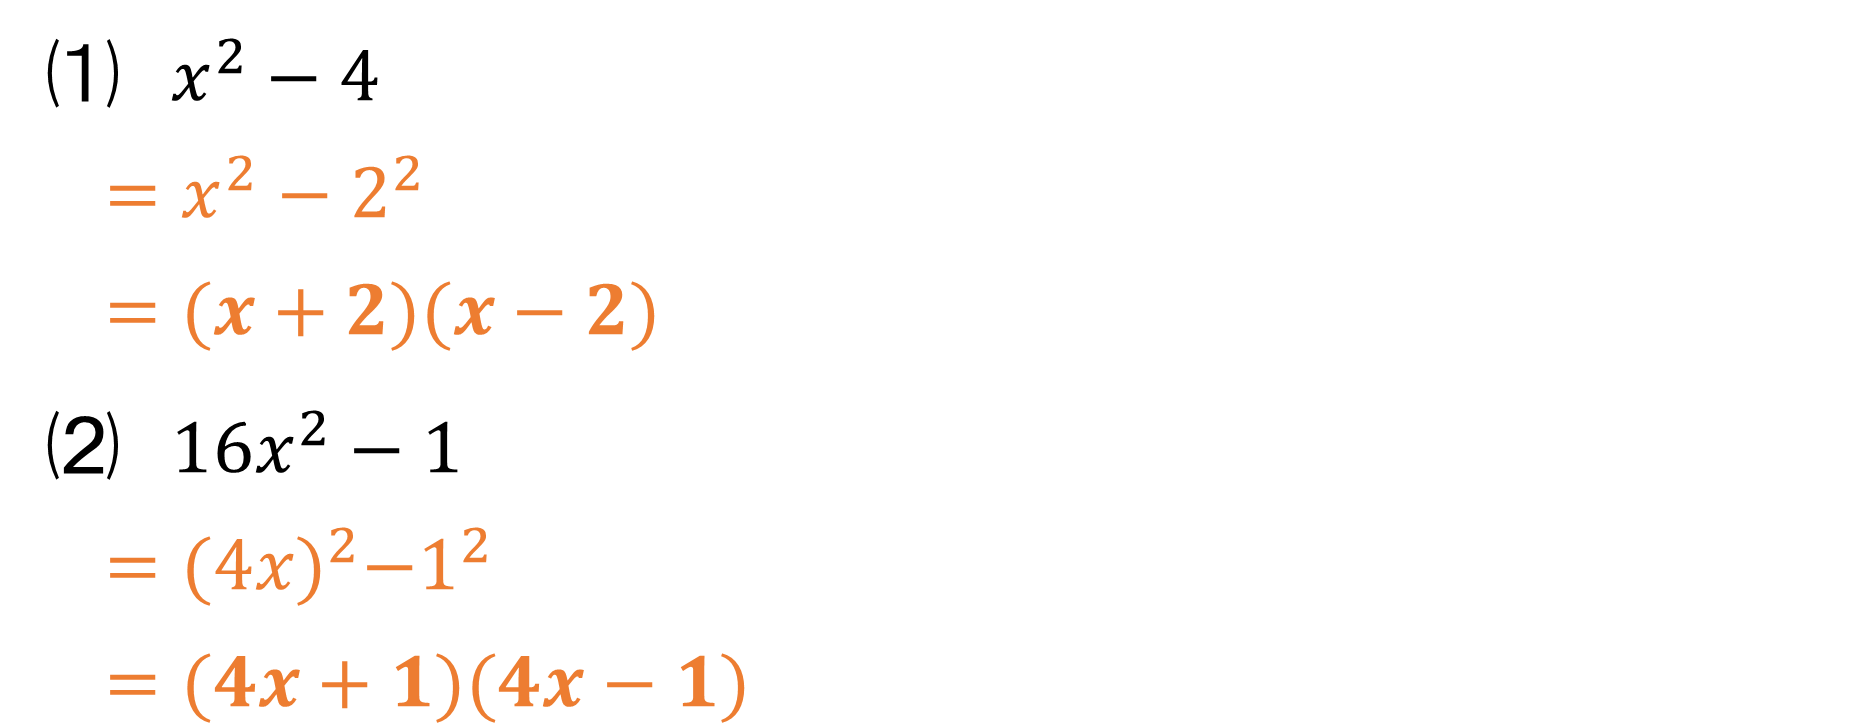 (1) x² − 4
= x² − 2²
= (x + 2)(x − 2)
(2) 16x² − 1
= (4x)²−1²
= (4x + 1)(4x − 1)